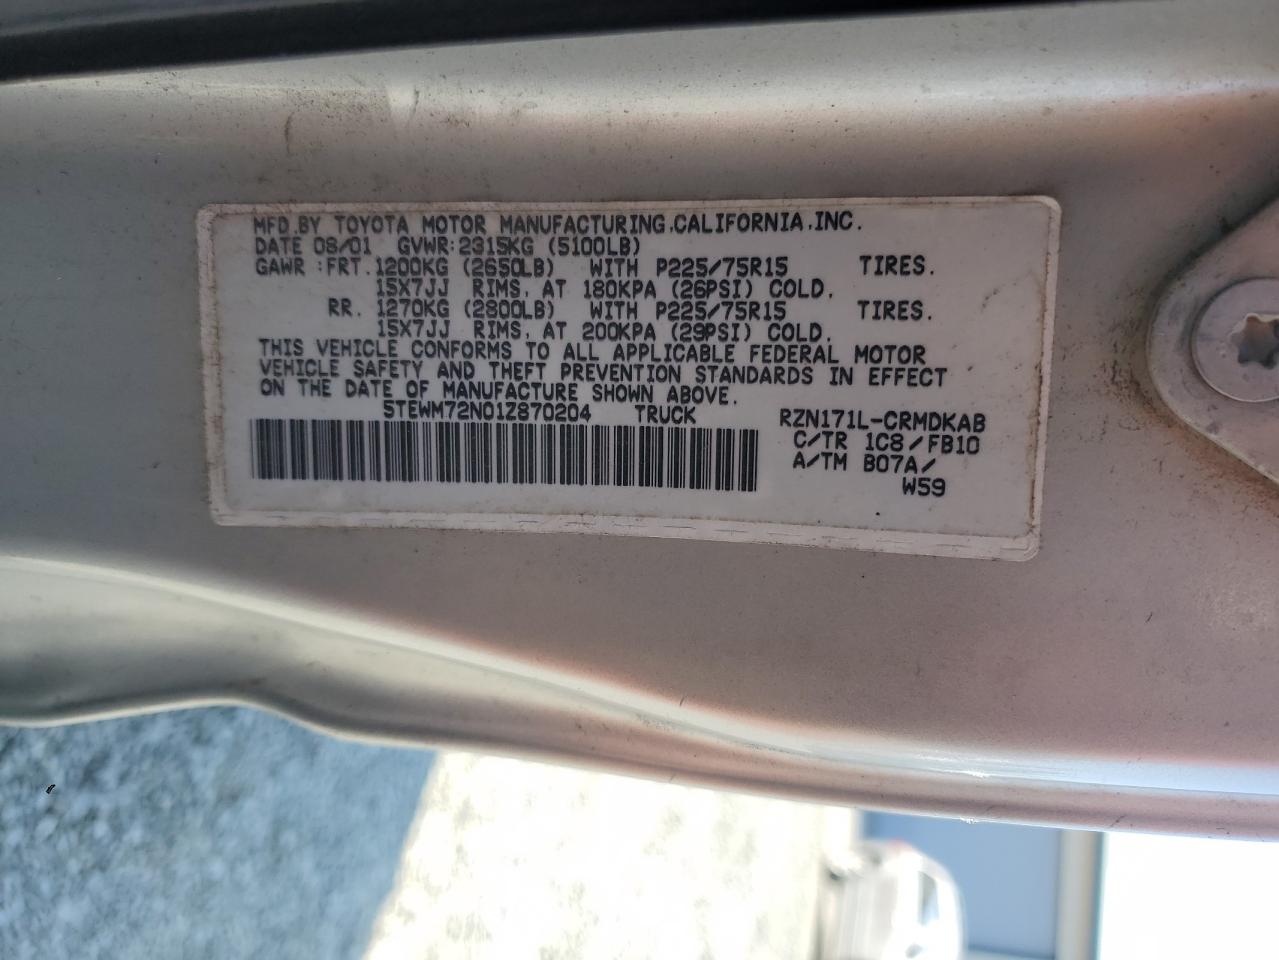 MFD.BY TOYOTA MOTOR MANUFACTURING,CALIFORNIA,INC.
DATE 08/01 GVWR:2315KG (5100LB)
GAWR:FRT.1200KG (2650LB) WITH P225/75R15 TIRES.
15X7JJ RIMS, AT 180KPA (26PSI) COLD.
RR. 1270KG (2800LB) WITH P225/75R15 TIRES.
15X7JJ RIMS, AT 200KPA (29PSI) COLD.
THIS VEHICLE CONFORMS TO ALL APPLICABLE FEDERAL MOTOR
VEHICLE SAFETY AND THEFT PREVENTION STANDARDS IN EFFECT
ON THE DATE OF MANUFACTURE SHOWN ABOVE.
5TEWM72N01Z870204 TRUCK RZN171L-CRMDKAB
C/TR 1C8/FB10
A/TM B07A/
W59